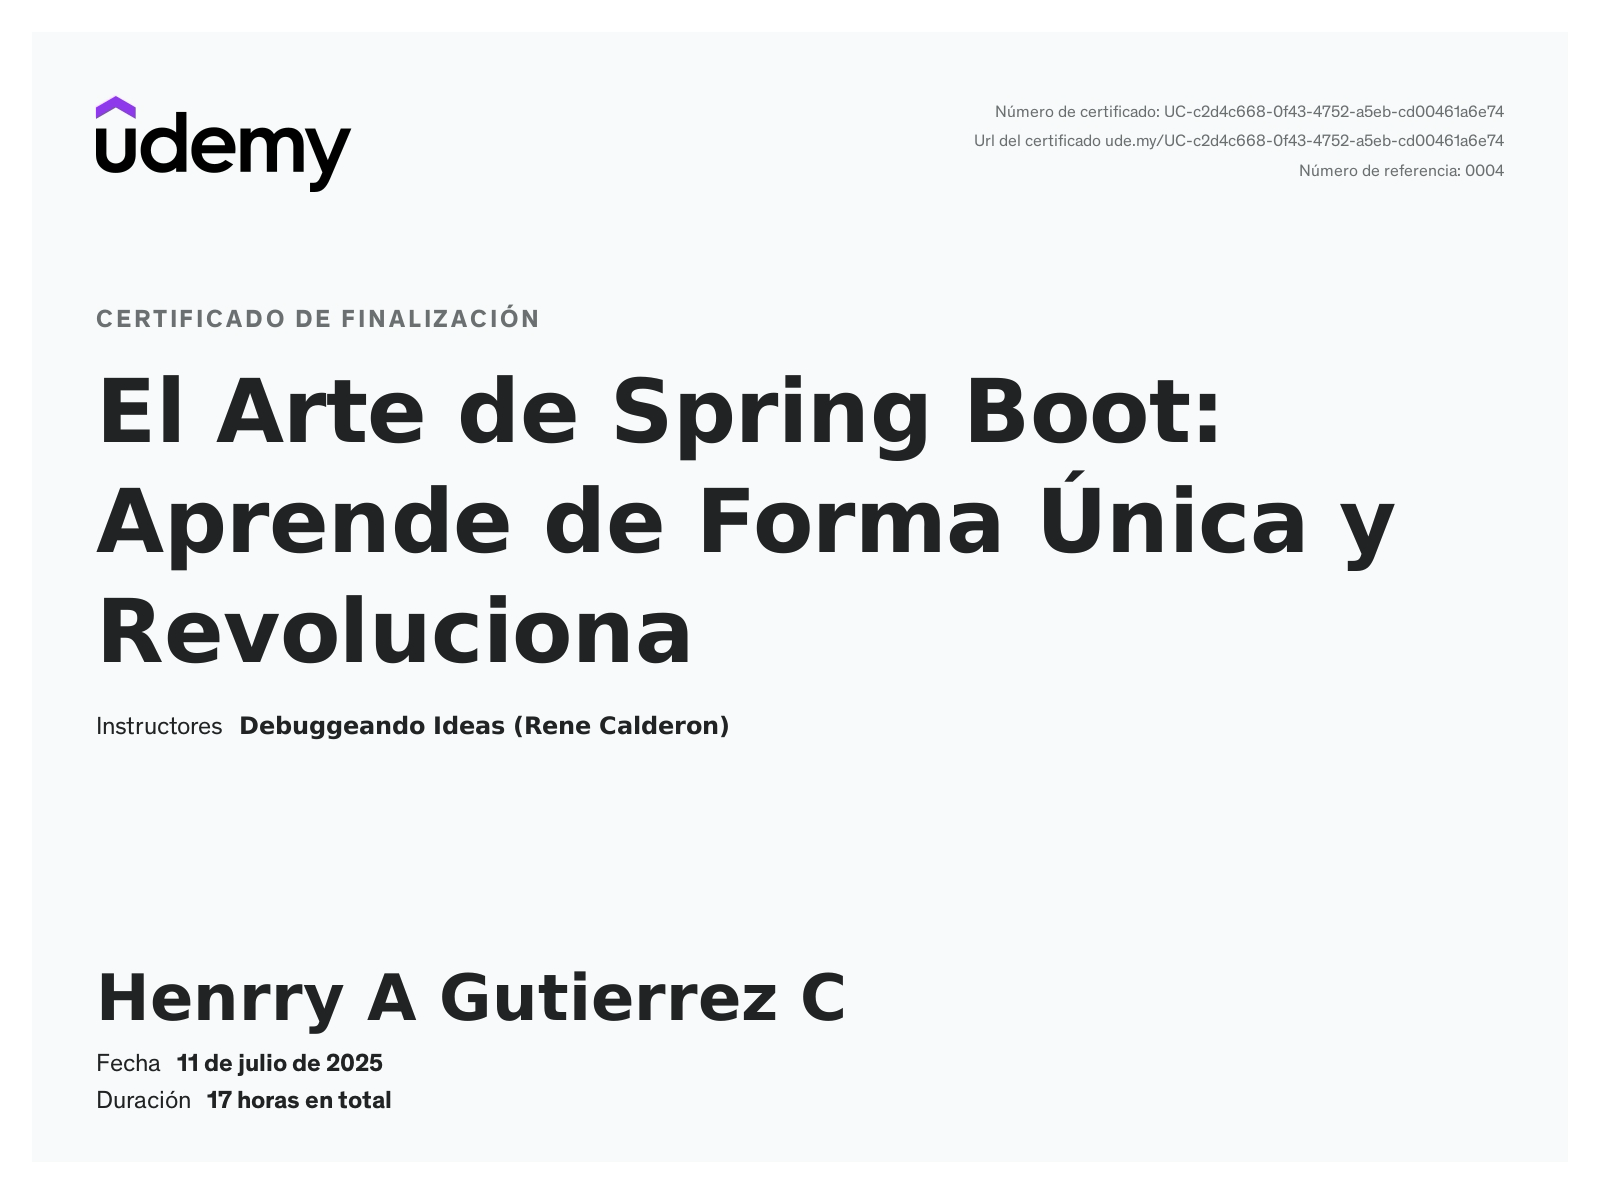 udemy
Número de certificado: UC-c2d4c668-0f43-4752-a5eb-cd00461a6e74
Url del certificado ude.my/UC-c2d4c668-0f43-4752-a5eb-cd00461a6e74
Número de referencia: 0004
CERTIFICADO DE FINALIZACIÓN
El Arte de Spring Boot:
Aprende de Forma Única y
Revoluciona
Instructores Debuggeando Ideas (Rene Calderon)
Henrry A Gutierrez C
Fecha 11 de julio de 2025
Duración 17 horas en total